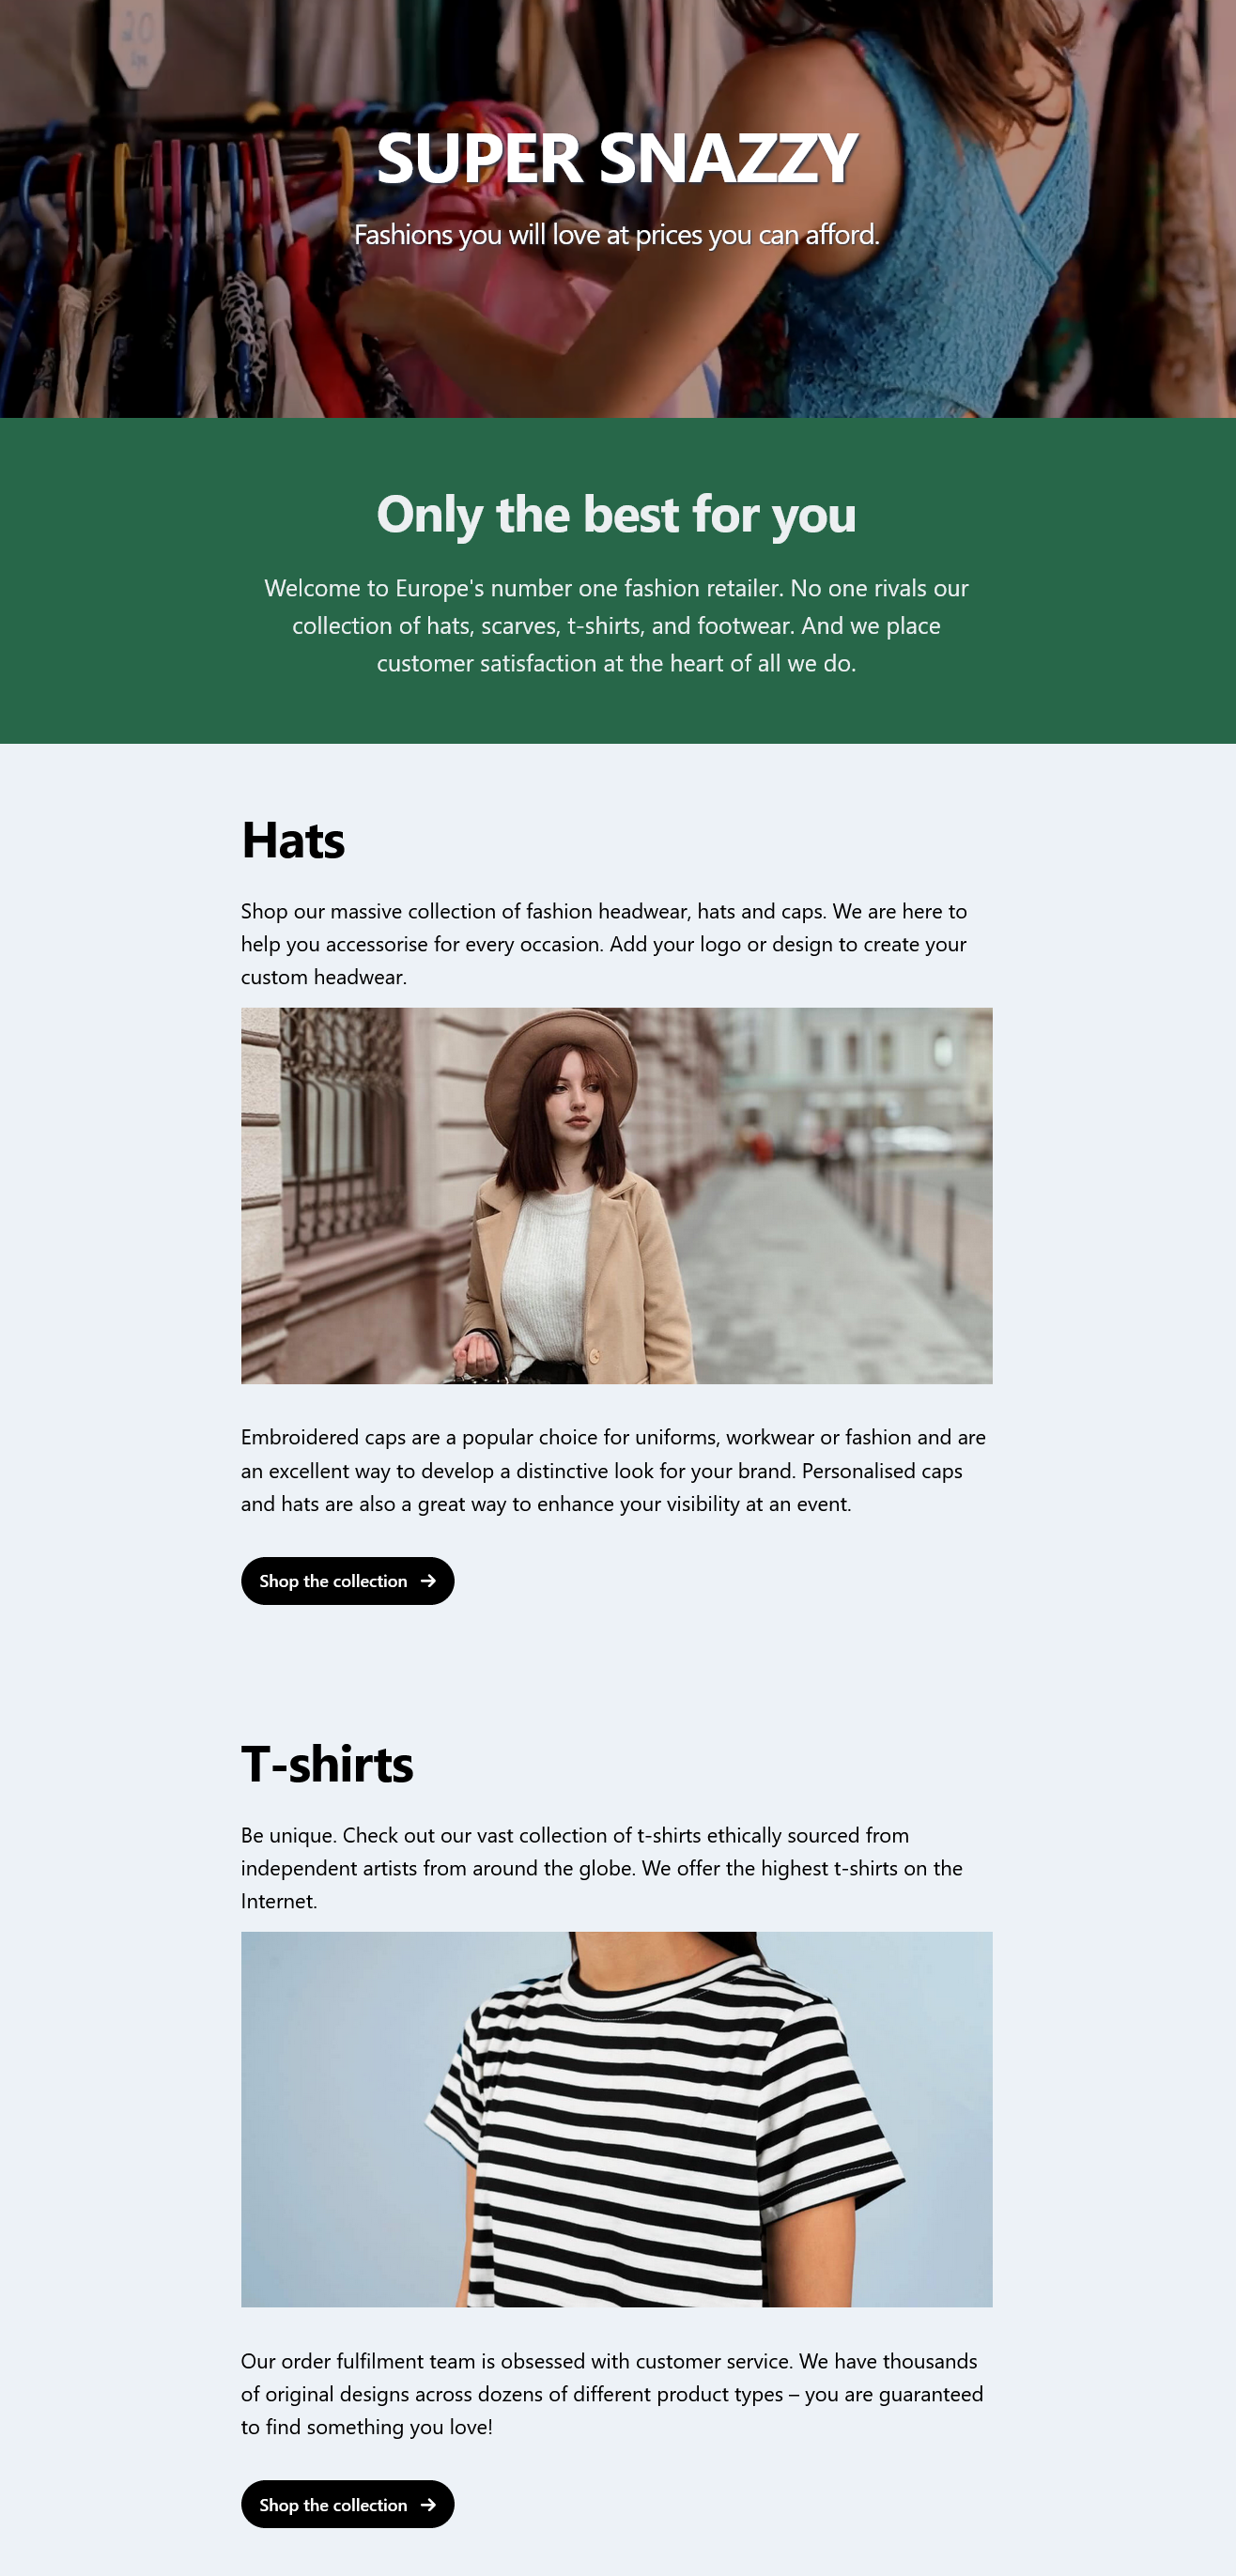 20
SUPER SNAZZY
Fashions you will love at prices you can afford.
Only the best for you
Welcome to Europe's number one fashion retailer. No one rivals our
collection of hats, scarves, t-shirts, and footwear. And we place
customer satisfaction at the heart of all we do.
Hats
Shop our massive collection of fashion headwear, hats and caps. We are here to
help you accessorise for every occasion. Add your logo or design to create your
custom headwear.
Embroidered caps are a popular choice for uniforms, workwear or fashion and are
an excellent way to develop a distinctive look for your brand. Personalised caps
and hats are also a great way to enhance your visibility at an event.
Shop the collection →
T-shirts
Be unique. Check out our vast collection of t-shirts ethically sourced from
independent artists from around the globe. We offer the highest t-shirts on the
Internet.
Our order fulfilment team is obsessed with customer service. We have thousands
of original designs across dozens of different product types – you are guaranteed
to find something you love!
Shop the collection →